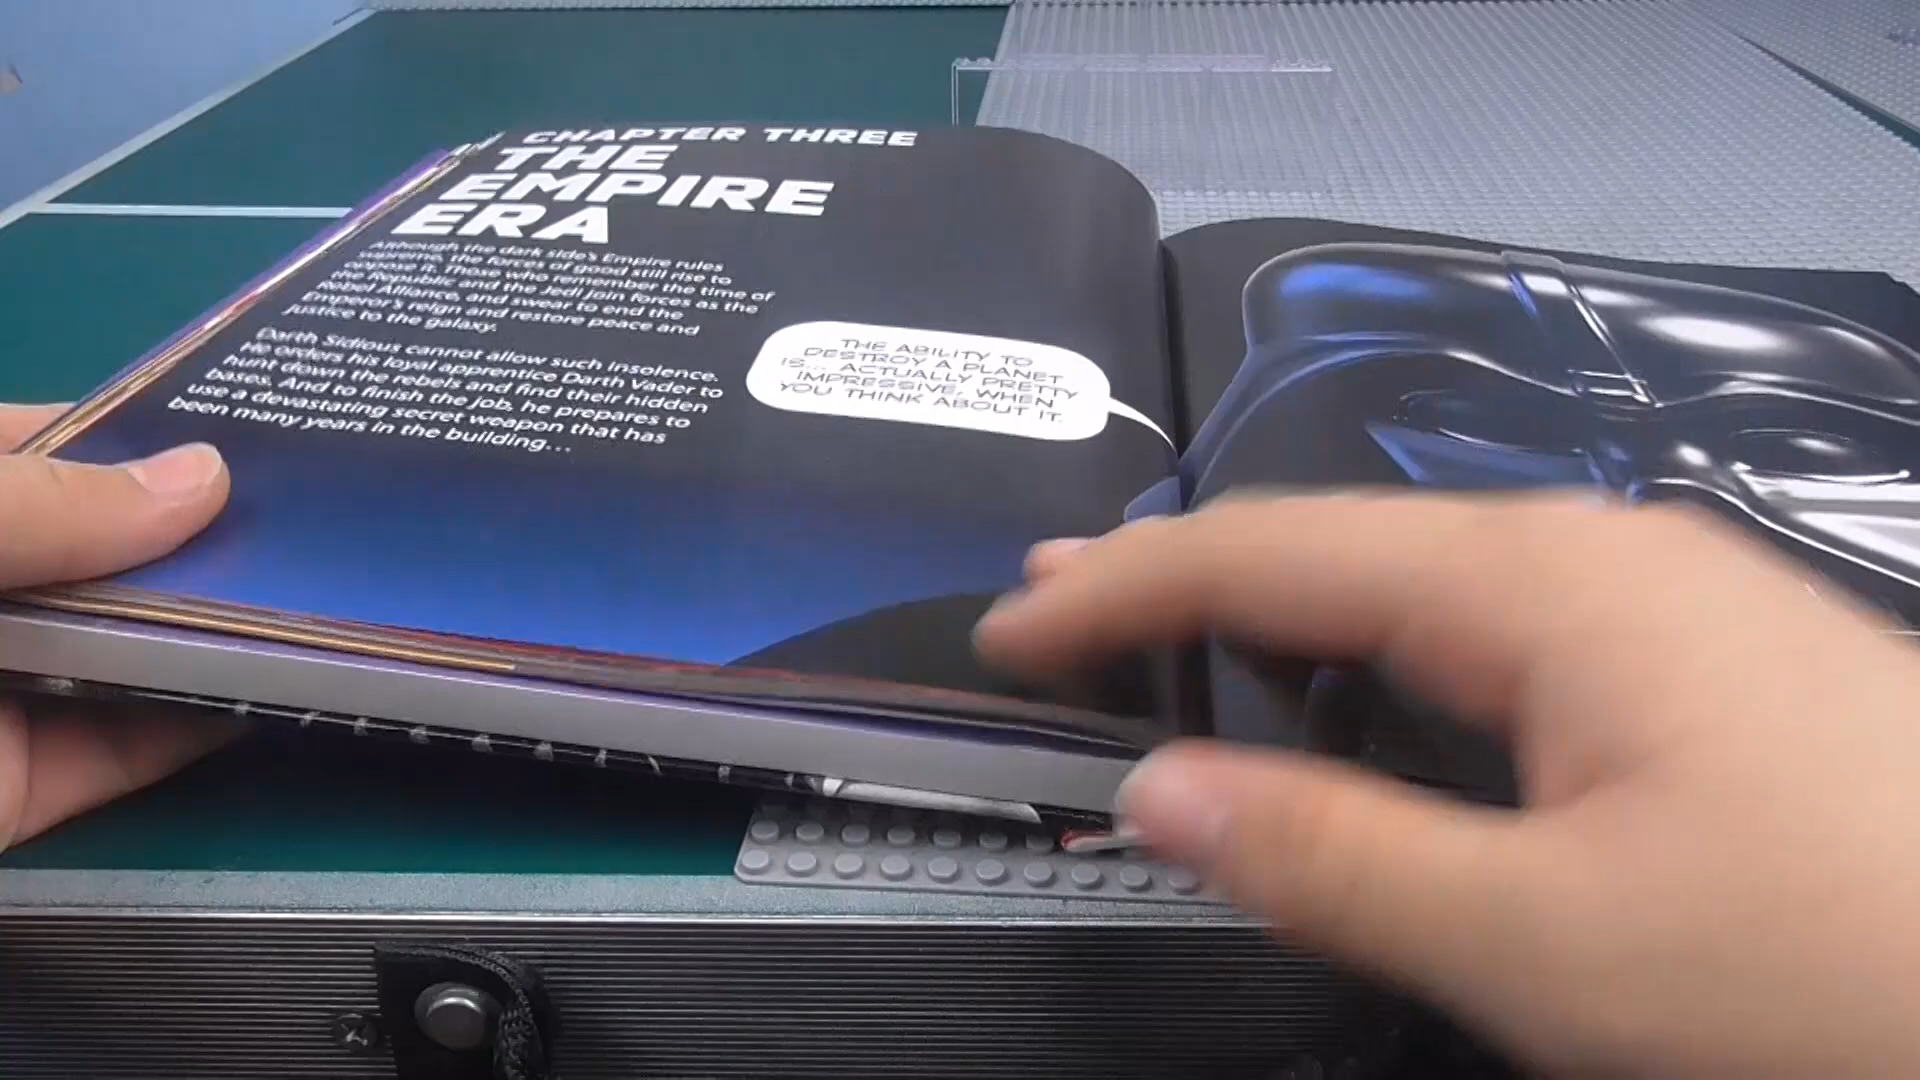 CHAPTER THREE
THE
EMPIRE
ERA
Although the dark side's Empire rules
supreme, the forces of good still rise to
oppose it. Those who remember the time of
the Republic and the Jedi join forces as the
Rebel Alliance, and swear to end the
Emperor's reign and restore peace and
justice to the galaxy.
Darth Sidious cannot allow such insolence.
He orders his loyal apprentice Darth Vader to
hunt down the rebels and find their hidden
bases. And to finish the job, he prepares to
use a devastating secret weapon that has
been many years in the building...
THE ABILITY TO
DESTROY A PLANET
IS... ACTUALLY PRETTY
IMPRESSIVE, WHEN
YOU THINK ABOUT IT.